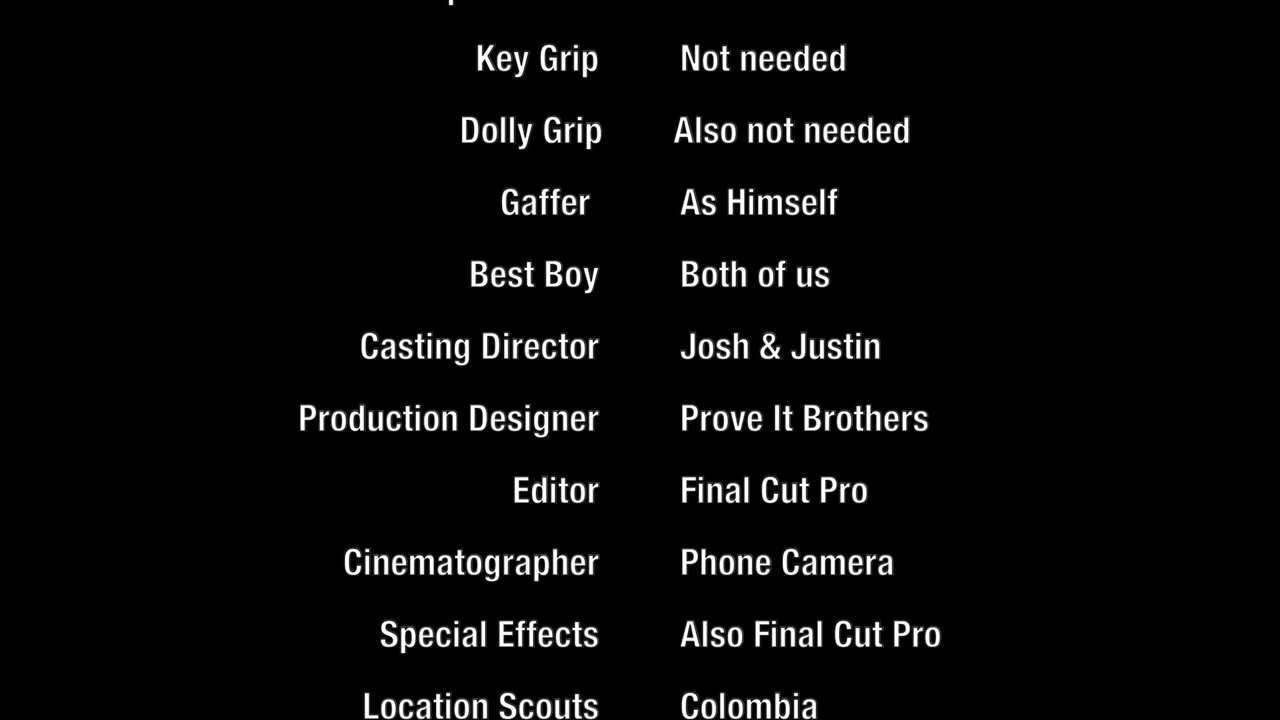 Key Grip Not needed
Dolly Grip Also not needed
Gaffer As Himself
Best Boy Both of us
Casting Director Josh & Justin
Production Designer Prove It Brothers
Editor Final Cut Pro
Cinematographer Phone Camera
Special Effects Also Final Cut Pro
Location Scouts Colombia